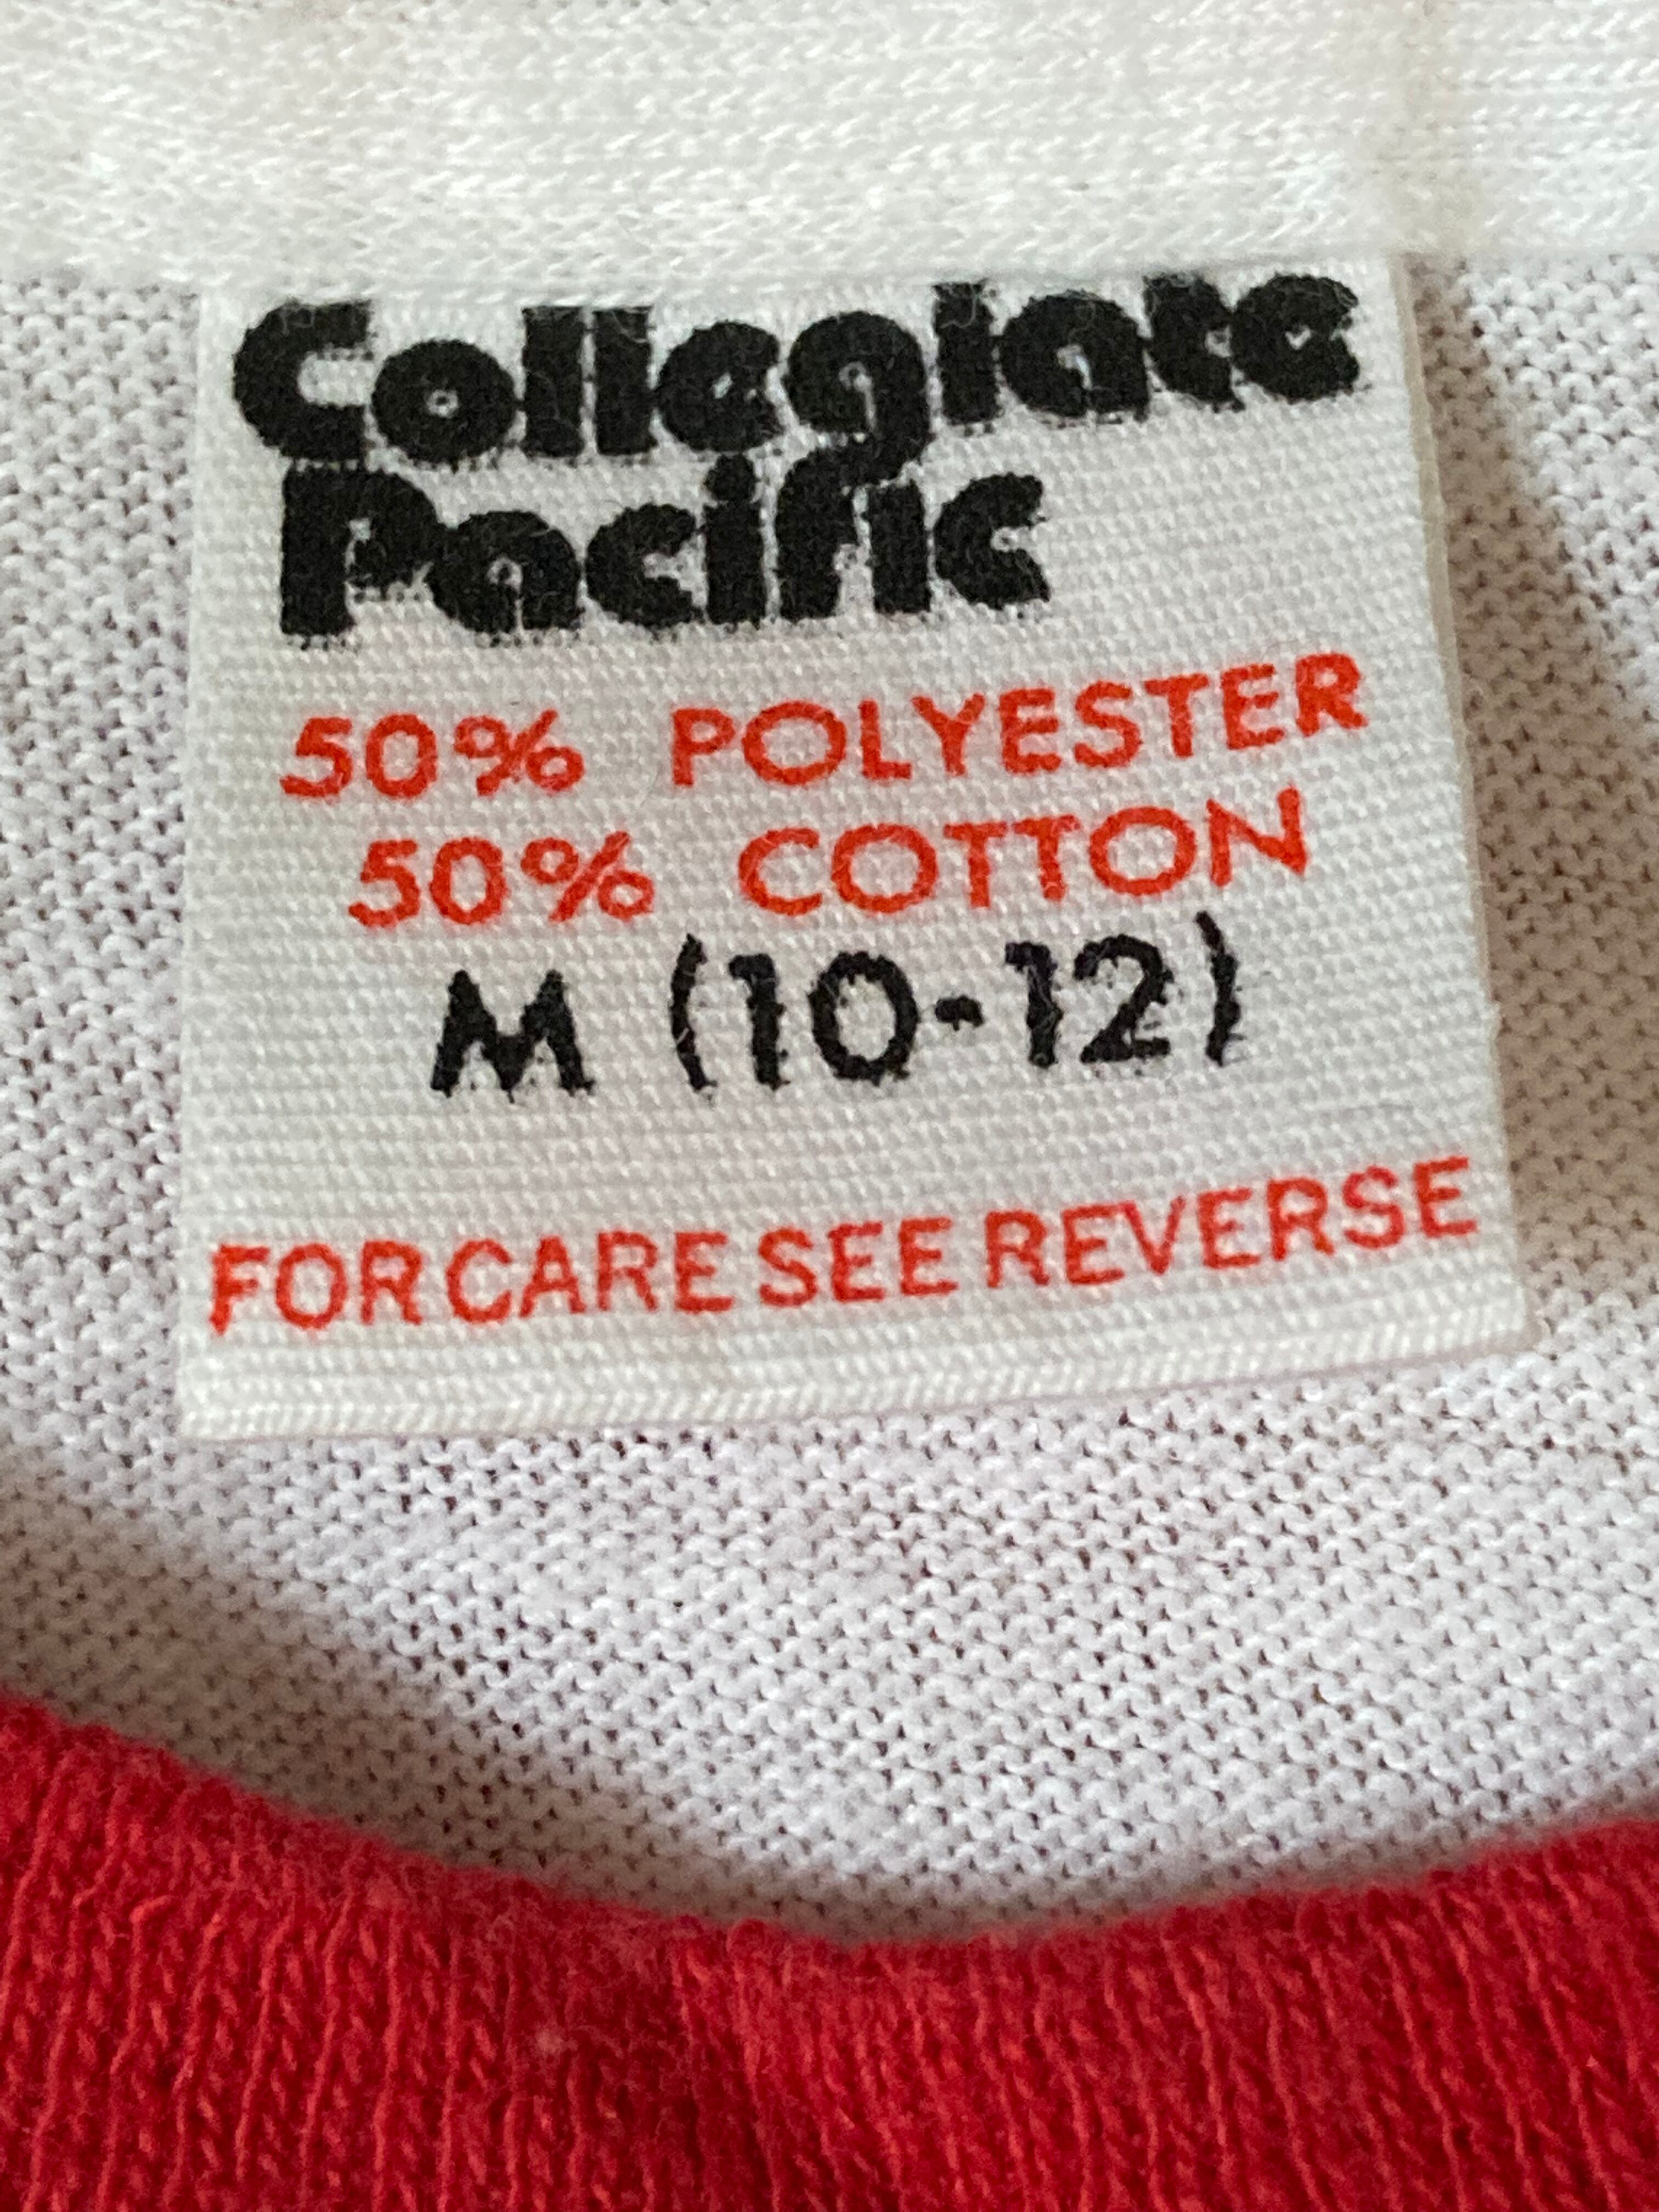 Collegiate
Pacific
50% POLYESTER
50% COTTON
M (10-12)
FOR CARE SEE REVERSE